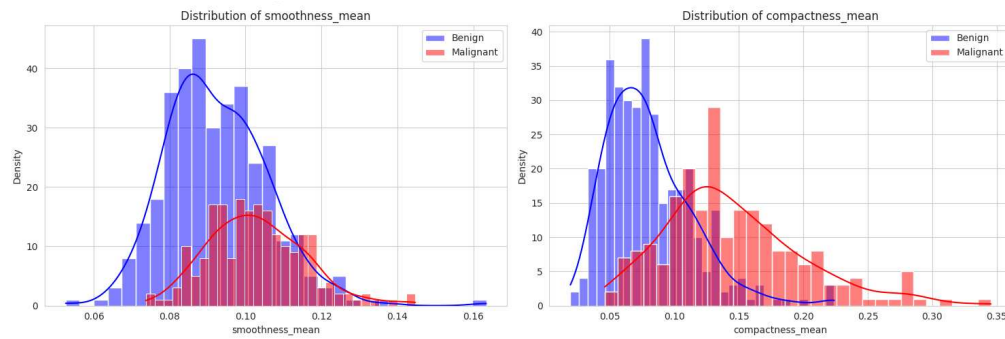 Distribution of smoothness_mean
Benign
Malignant
Density
40
30
20
10
0
0.06
0.08
0.10
0.12
0.14
0.16
smoothness_mean
Distribution of compactness_mean
Benign
Malignant
Density
40
35
30
25
20
15
10
5
0
0.05
0.10
0.15
0.20
0.25
0.30
0.35
compactness_mean